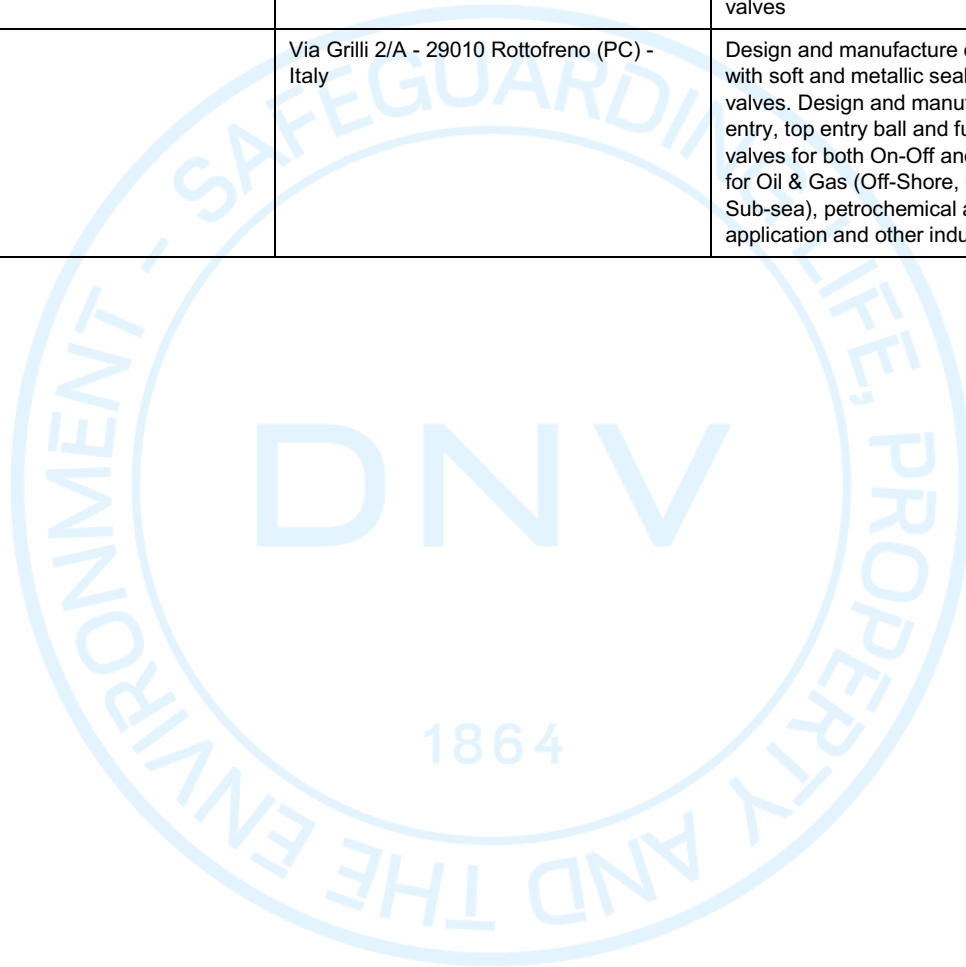 valves
Via Grilli 2/A - 29010 Rottofreno (PC) -
Italy
Design and manufacture
with soft and metallic seal
valves. Design and manu
entry, top entry ball and fu
valves for both On-Off and
for Oil & Gas (Off-Shore,
Sub-sea), petrochemical a
application and other indu
SAFEGUARDING LIFE, PROPERTY AND THE ENVIRONMENT -
DNV
1864